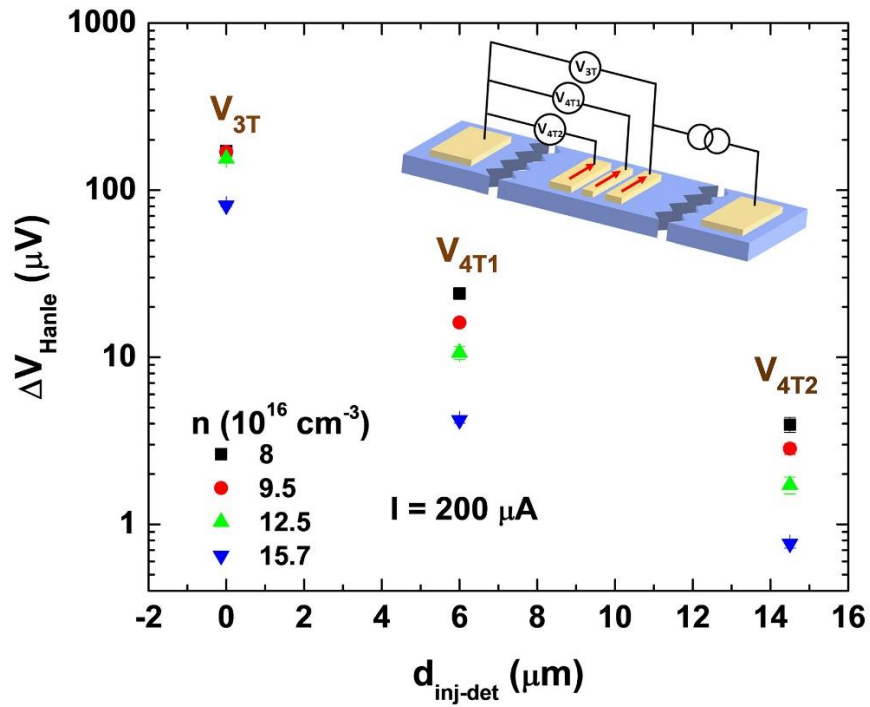 1000
100
10
1
ΔV_Hanle (μV)
V_3T
V_4T1
V_4T2
V_3T
V_4T1
V_4T2
n (10^16 cm^-3)
8
9.5
12.5
15.7
I = 200 μA
-2 0 2 4 6 8 10 12 14 16
d_inj-det (μm)